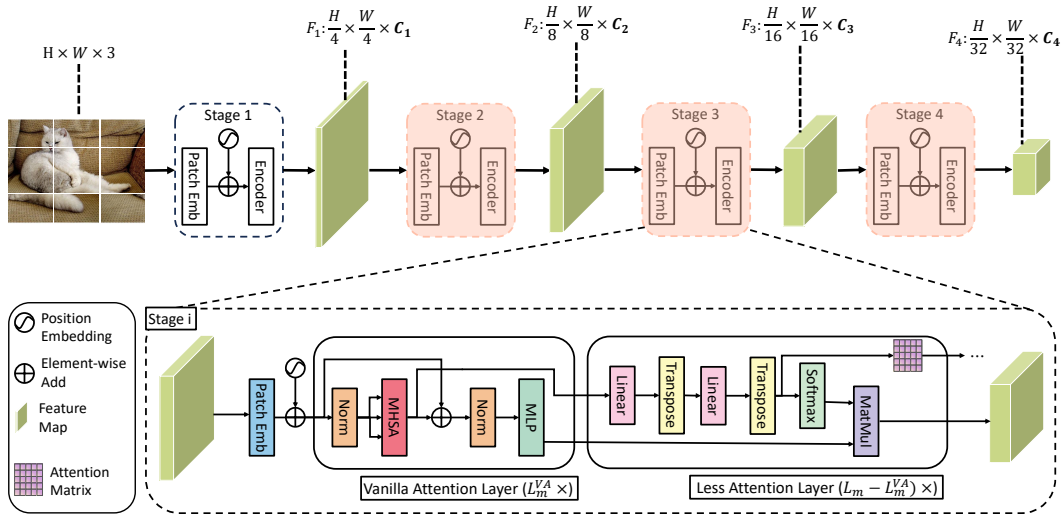 H × W × 3
F₁: H/4 × W/4 × C₁
F₂: H/8 × W/8 × C₂
F₃: H/16 × W/16 × C₃
F₄: H/32 × W/32 × C₄
Stage 1
Patch Emb
Encoder
Stage 2
Patch Emb
Encoder
Stage 3
Patch Emb
Encoder
Stage 4
Patch Emb
Encoder
Position
Embedding
Element-wise
Add
Feature
Map
Attention
Matrix
Stage i
Patch Emb
Norm
MHSA
Norm
MLP
Linear
Transpose
Linear
Transpose
Softmax
MatMul
...
Vanilla Attention Layer (L_m^{VA} ×)
Less Attention Layer (L_m − L_m^{VA}) ×)